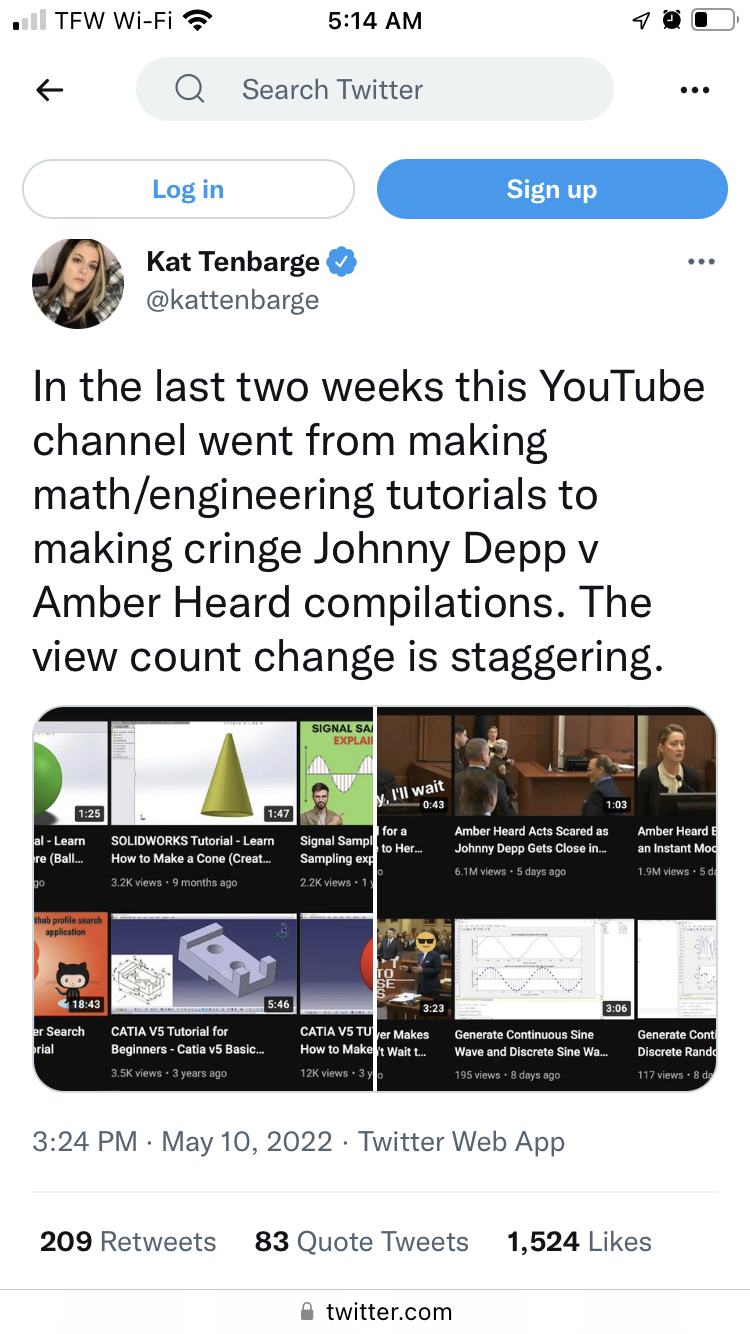 TFW Wi-Fi
5:14 AM
Search Twitter
Log in
Sign up
Kat Tenbarge
@kattenbarge
In the last two weeks this YouTube
channel went from making
math/engineering tutorials to
making cringe Johnny Depp v
Amber Heard compilations. The
view count change is staggering.
1:25
al - Learn
re (Ball...
go
1:47
SOLIDWORKS Tutorial - Learn
How to Make a Cone (Creat...
3.2K views • 9 months ago
SIGNAL SA
EXPLAI
Signal Sampl
Sampling exp
2.2K views • 1 y
y, I'll wait
0:43
l for a
to Her...
o
1:03
Amber Heard Acts Scared as
Johnny Depp Gets Close in...
6.1M views • 5 days ago
Amber Heard E
an Instant Moc
1.9M views • 5 da
thub profile search
application
18:43
er Search
rial
5:46
CATIA V5 Tutorial for
Beginners - Catia v5 Basic...
3.5K views • 3 years ago
CATIA V5 TU
How to Make
12K views • 3 y
TO
SE
S
3:23
yer Makes
't Wait t...
o
3:06
Generate Continuous Sine
Wave and Discrete Sine Wa...
195 views • 8 days ago
Generate Conti
Discrete Rando
117 views • 8 da
3:24 PM · May 10, 2022 · Twitter Web App
209 Retweets 83 Quote Tweets 1,524 Likes
twitter.com